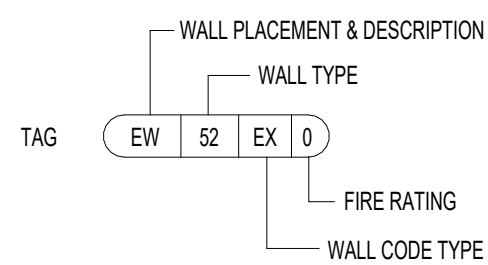 WALL PLACEMENT & DESCRIPTION
WALL TYPE
TAG EW 52 EX 0
FIRE RATING
WALL CODE TYPE